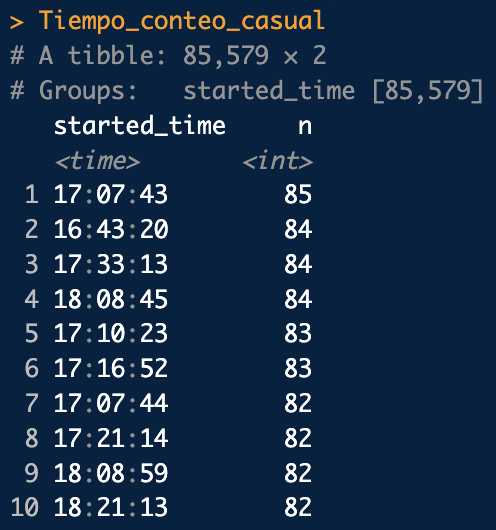 > Tiempo_conteo_casual
# A tibble: 85,579 × 2
# Groups:   started_time [85,579]
   started_time     n
   <time>       <int>
 1 17:07:43        85
 2 16:43:20        84
 3 17:33:13        84
 4 18:08:45        84
 5 17:10:23        83
 6 17:16:52        83
 7 17:07:44        82
 8 17:21:14        82
 9 18:08:59        82
10 18:21:13        82